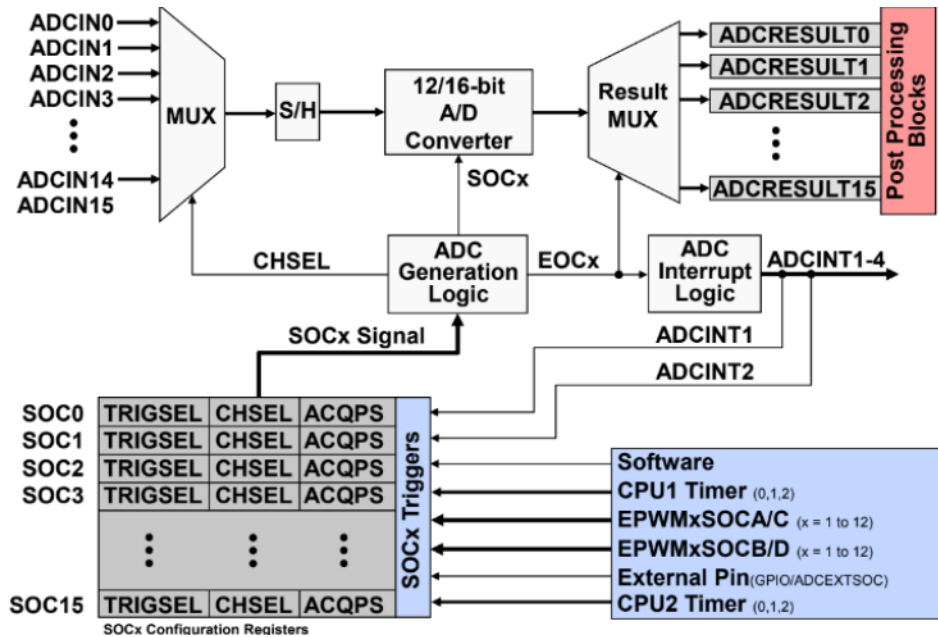 ADCIN0
ADCIN1
ADCIN2
ADCIN3
ADCIN14
ADCIN15
MUX
S/H
12/16-bit
A/D
Converter
SOCx
Result
MUX
ADCRESULT0
ADCRESULT1
ADCRESULT2
ADCRESULT15
Post Processing
Blocks
CHSEL
ADC
Generation
Logic
EOCx
ADC
Interrupt
Logic
ADCINT1-4
SOCx Signal
ADCINT1
ADCINT2
SOC0 TRIGSEL CHSEL ACQPS
SOC1 TRIGSEL CHSEL ACQPS
SOC2 TRIGSEL CHSEL ACQPS
SOC3 TRIGSEL CHSEL ACQPS
SOC15 TRIGSEL CHSEL ACQPS
SOCx Triggers
Software
CPU1 Timer (0,1,2)
EPWMxSOCA/C (x = 1 to 12)
EPWMxSOCB/D (x = 1 to 12)
External Pin(GPIO/ADCEXTSOC)
CPU2 Timer (0,1,2)
SOCx Configuration Registers